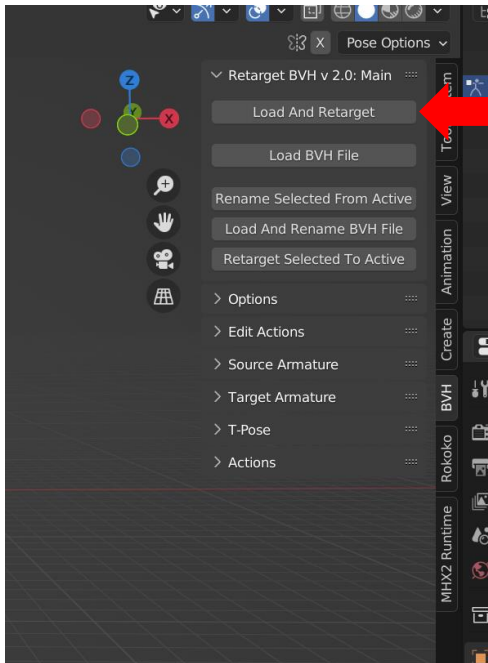 X Pose Options
Z
Y
X
Retarget BVH v 2.0: Main
Load And Retarget
Load BVH File
Rename Selected From Active
Load And Rename BVH File
Retarget Selected To Active
Options
Edit Actions
Source Armature
Target Armature
T-Pose
Actions
View
Animation
Create
BVH
Rokoko
MHX2 Runtime